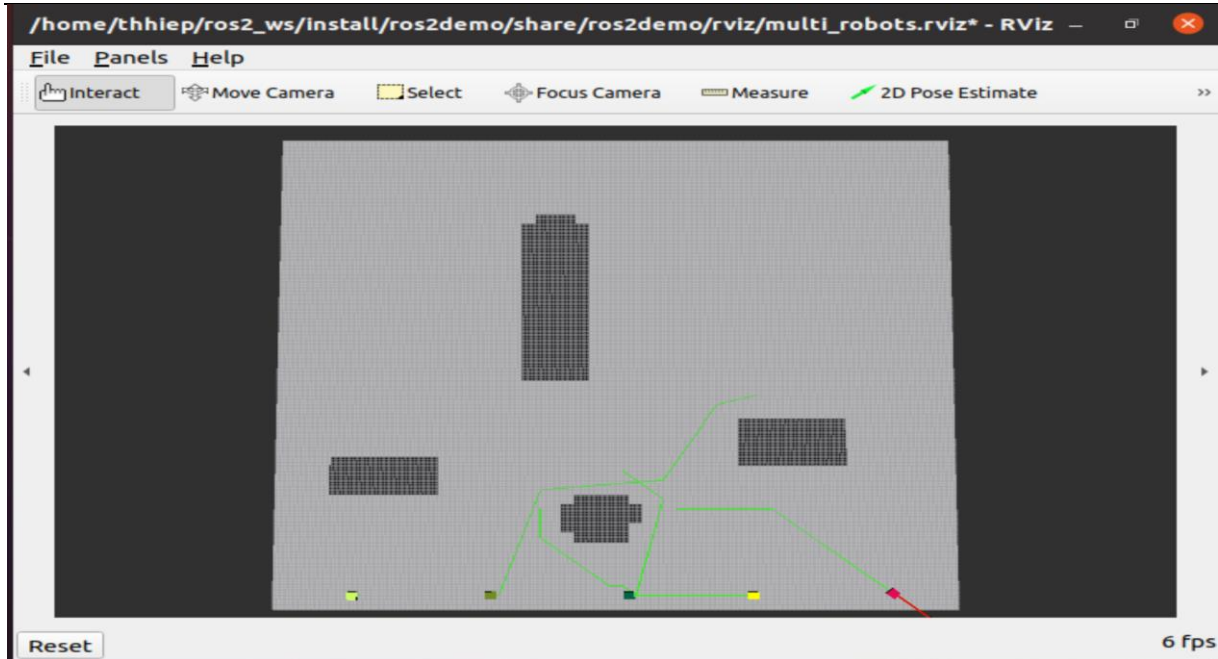 /home/thhiep/ros2_ws/install/ros2demo/share/ros2demo/rviz/multi_robots.rviz* - RViz
File Panels Help
Interact Move Camera Select Focus Camera Measure 2D Pose Estimate »
Reset 6 fps